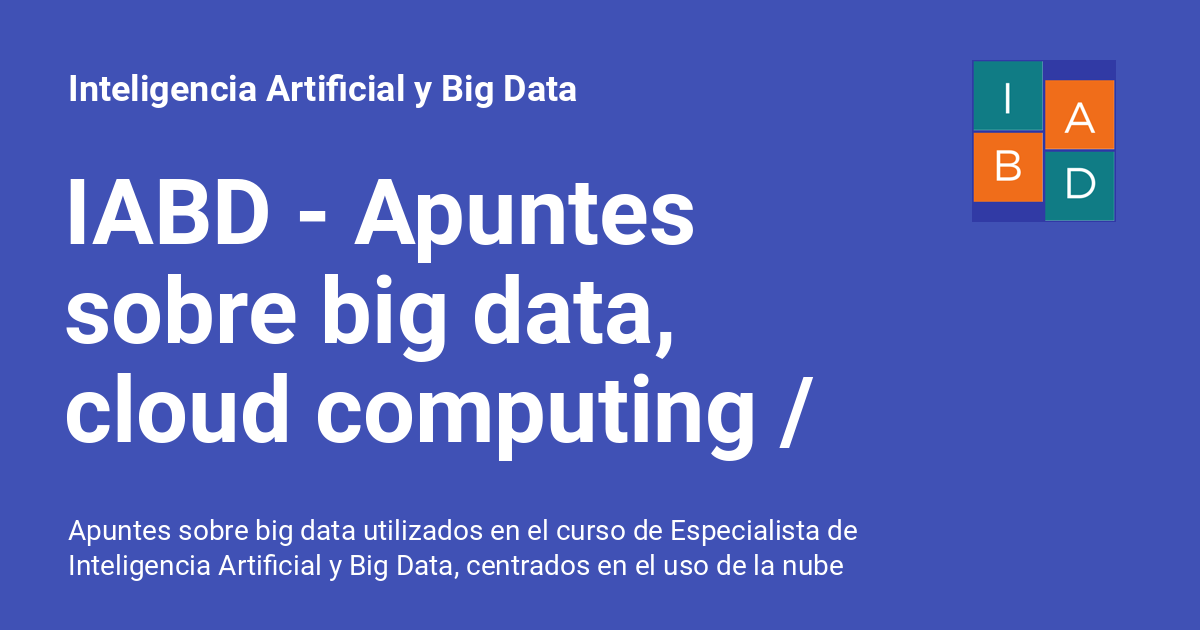 Inteligencia Artificial y Big Data
I A
B D
IABD - Apuntes
sobre big data,
cloud computing /
Apuntes sobre big data utilizados en el curso de Especialista de
Inteligencia Artificial y Big Data, centrados en el uso de la nube